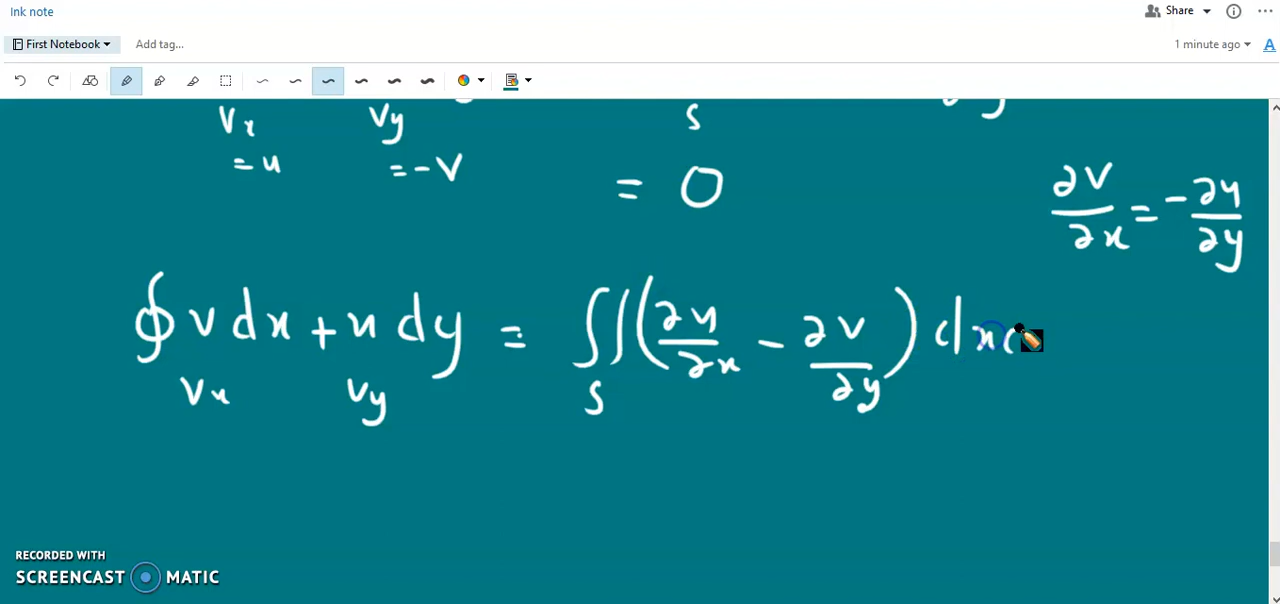 Ink note
Share
First Notebook
Add tag...
1 minute ago
A
Vx Vy S
= u = -V
= 0
∂V/∂x = -∂u/∂y
∮ v dx + u dy = ∬ (∂u/∂x - ∂v/∂y) dx
Vx Vy S
RECORDED WITH
SCREENCAST MATIC